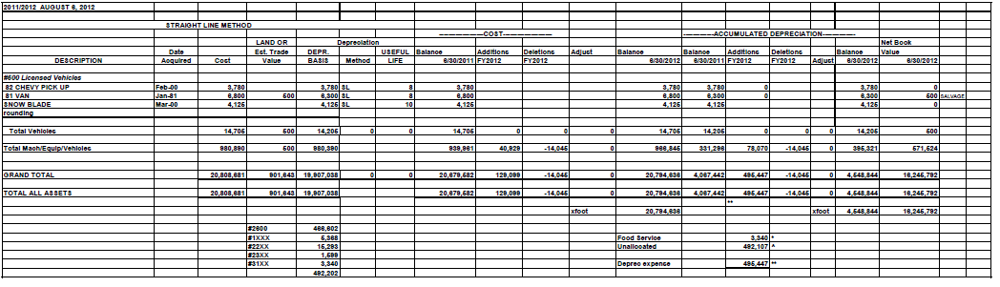 2011/2012 AUGUST 6, 2012
STRAIGHT LINE METHOD
---------------------COST--------------------- -------------ACCUMULATED DEPRECIATION-------------
LAND OR Depreciation Net Book
Date Est. Trade DEPR. USEFUL Balance Additions Deletions Adjust Balance Balance Additions Deletions Balance Value
DESCRIPTION Acquired Cost Value BASIS Method LIFE 6/30/2011 FY2012 FY2012 6/30/2012 6/30/2011 FY2012 FY2012 Adjust 6/30/2012 6/30/2012
#600 Licensed Vehicles
82 CHEVY PICK UP Feb-00 3,780 3,780 SL 8 3,780 3,780 3,780 0 3,780 0
81 VAN Jan-81 6,800 500 6,300 SL 8 6,800 6,800 6,300 0 6,300 500 SALVAGE
SNOW BLADE Mar-00 4,125 4,125 SL 10 4,125 4,125 4,125 4,125 0
rounding
Total Vehicles 14,705 500 14,205 0 0 14,705 0 0 0 14,705 14,205 0 0 0 14,205 500
Total Mach/Equip/Vehicles 980,890 500 980,390 939,961 40,929 -14,045 0 966,845 331,296 78,070 -14,045 0 395,321 571,524
GRAND TOTAL 20,808,681 901,643 19,907,038 0 0 20,679,582 129,099 -14,045 0 20,794,636 4,067,442 495,447 -14,045 0 4,548,844 16,245,792
TOTAL ALL ASSETS 20,808,681 901,643 19,907,038 20,679,582 129,099 -14,045 0 20,794,636 4,067,442 495,447 -14,045 0 4,548,844 16,245,792
**
xfoot 20,794,636 xfoot 4,548,844 16,245,792
#2600 466,602
#1XXX 5,368 Food Service 3,340 *
#22XX 15,293 Unallocated 492,107 ^
#23XX 1,599
#31XX 3,340 Deprec expense 495,447 **
492,202